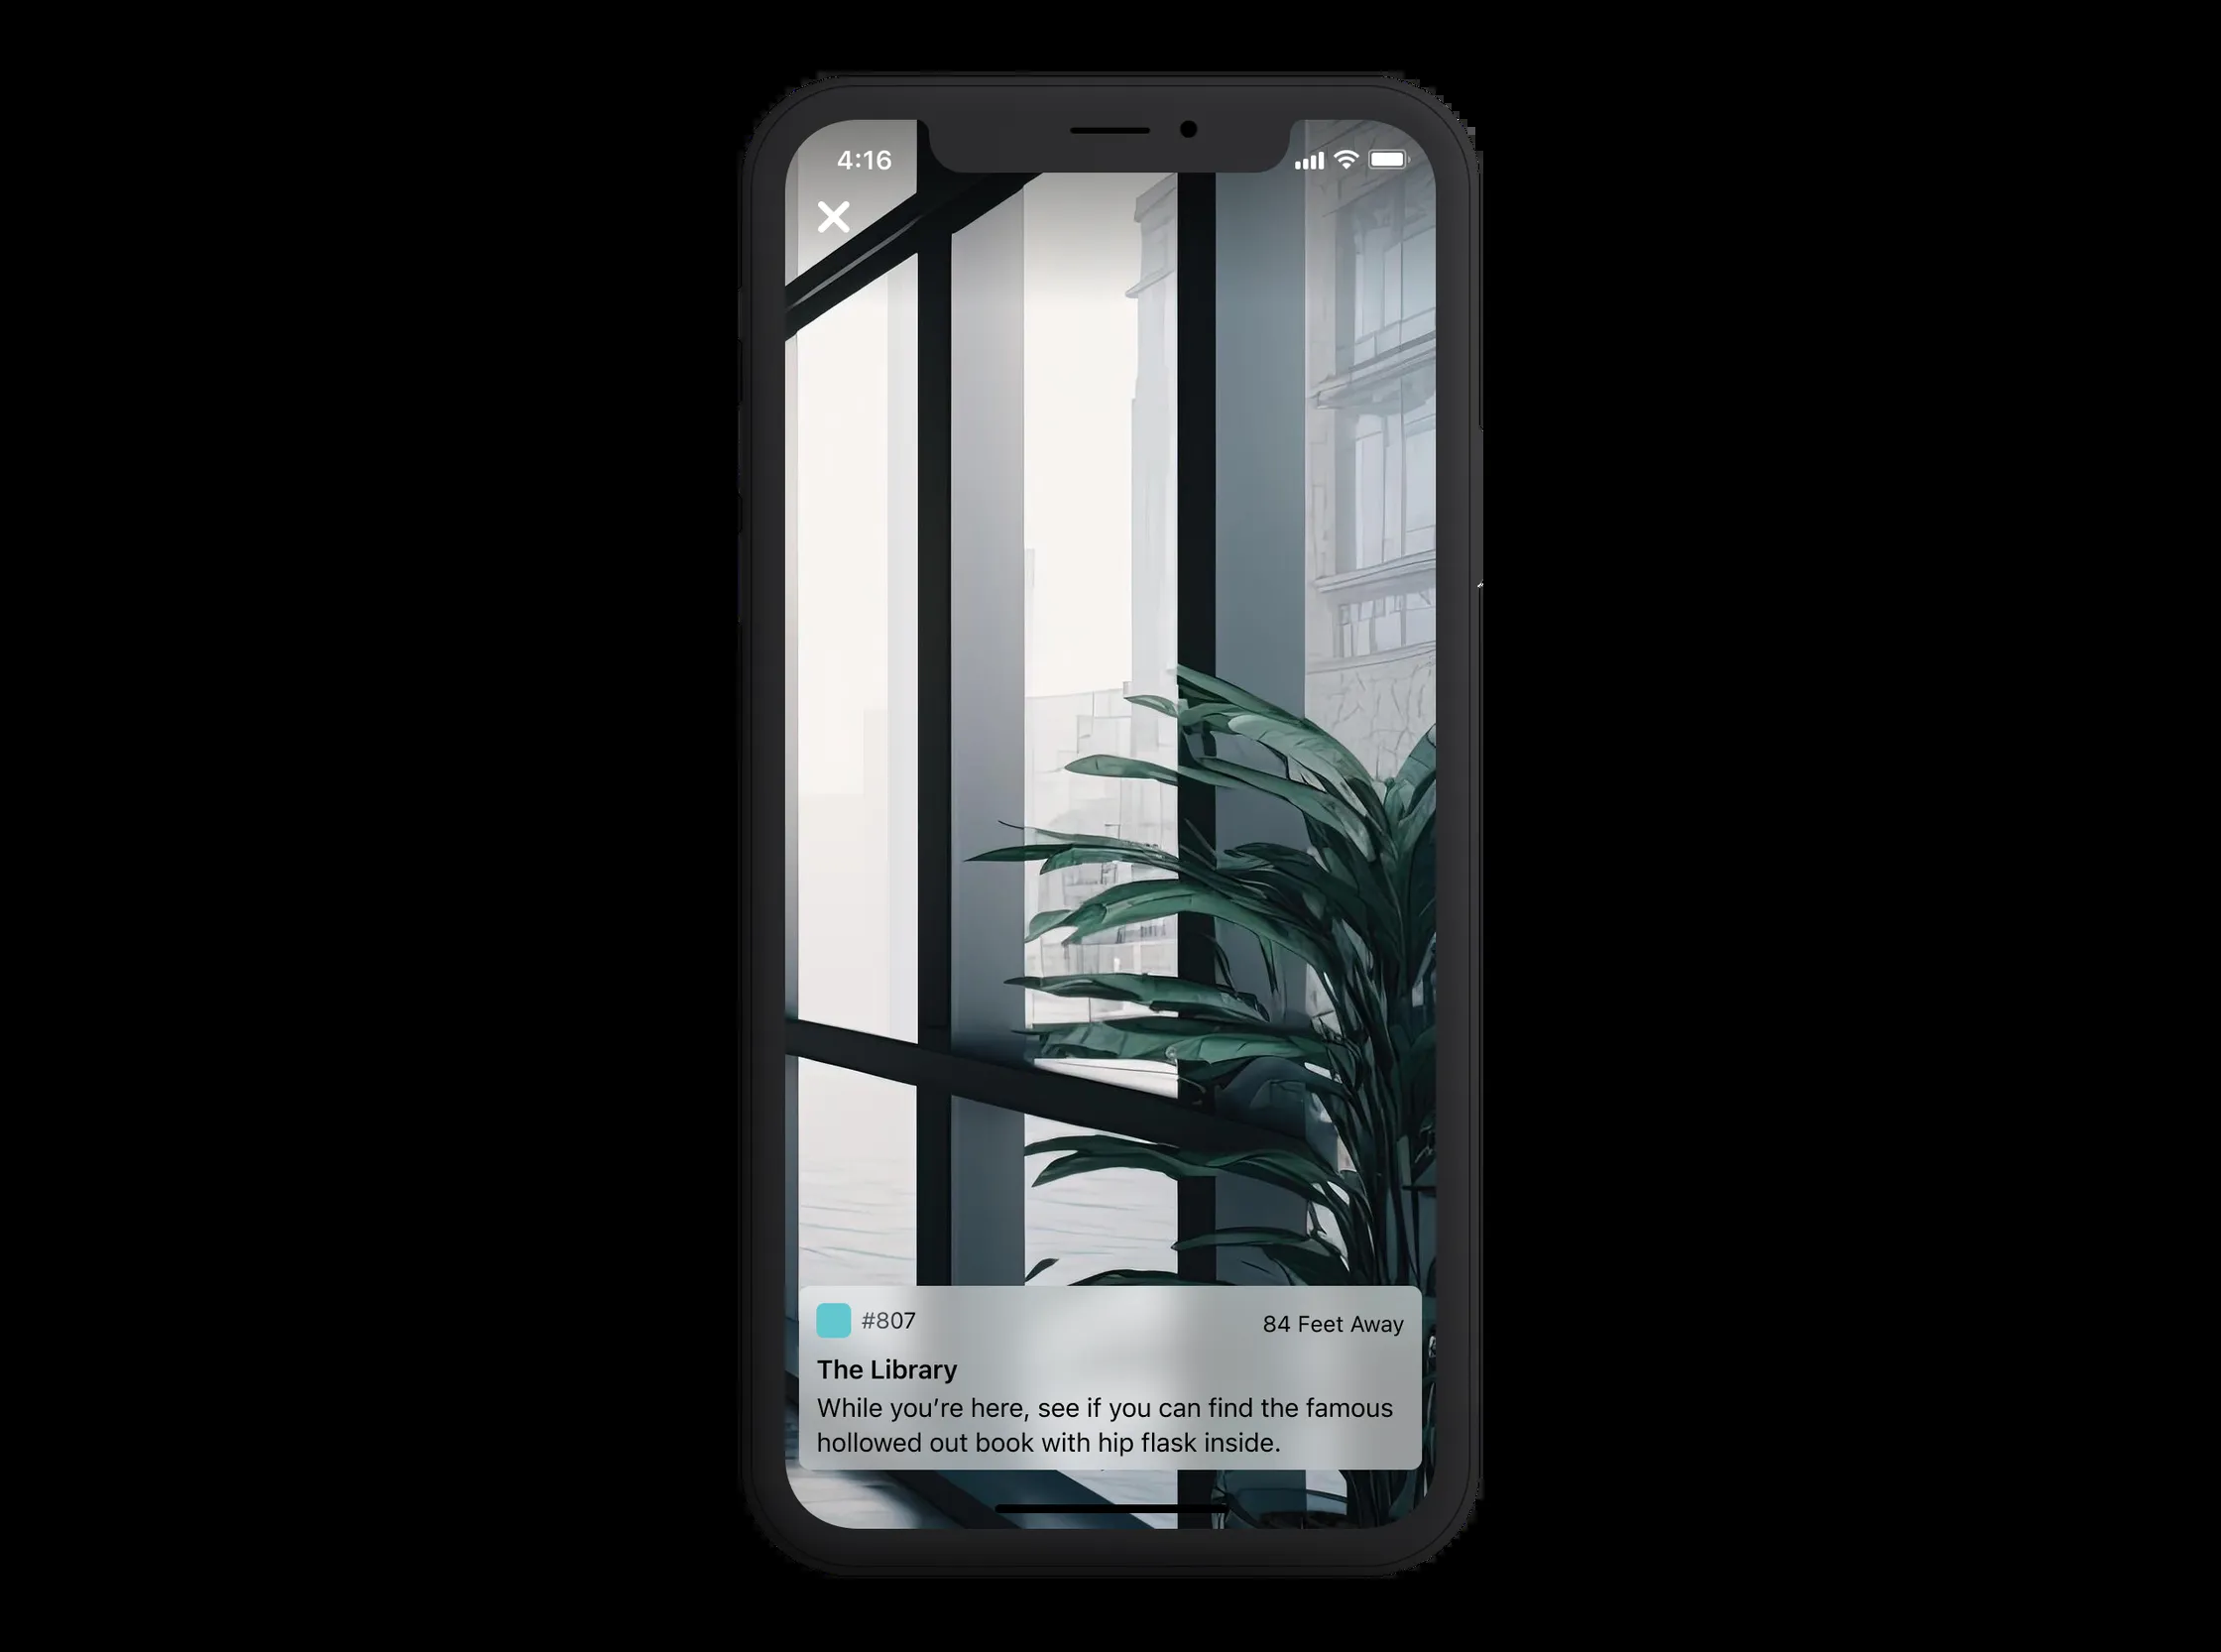 4:16
#807
84 Feet Away
The Library
While you’re here, see if you can find the famous
hollowed out book with hip flask inside.